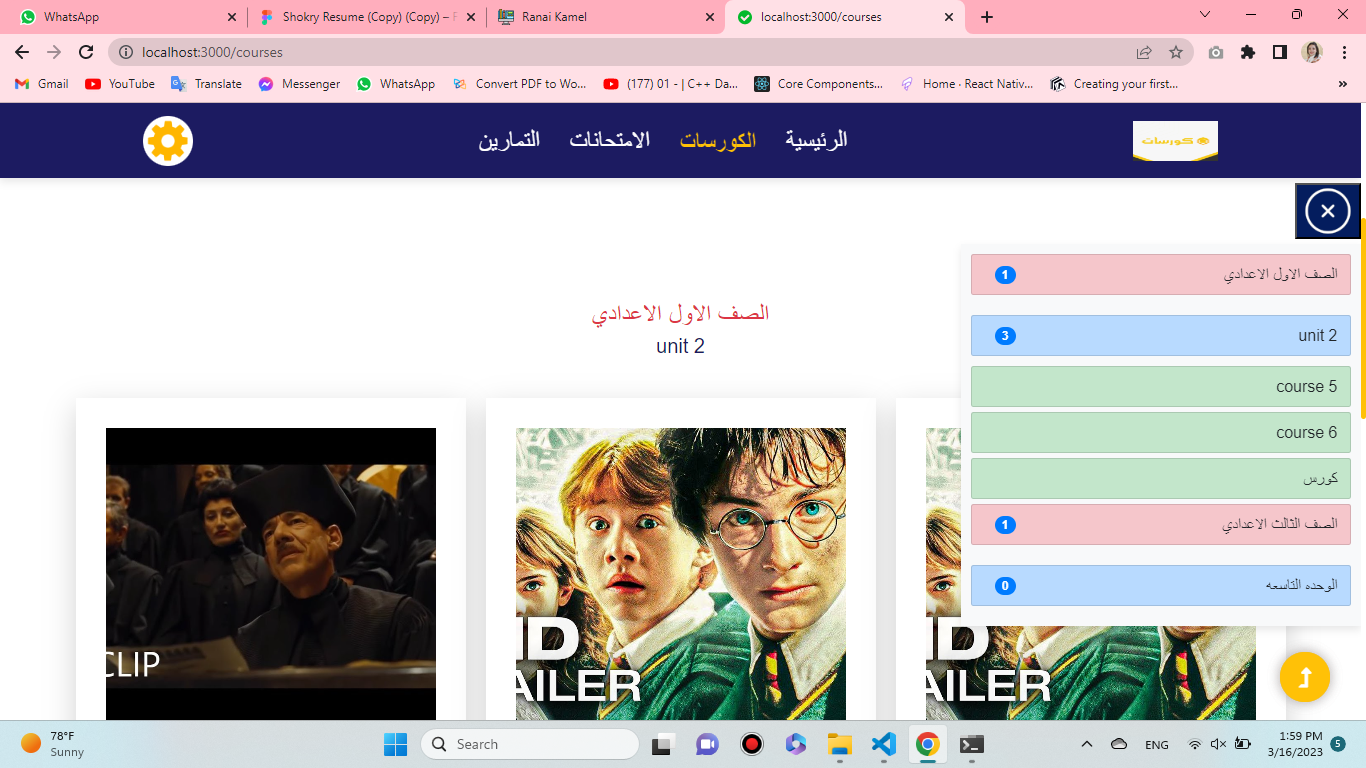 WhatsApp
Shokry Resume (Copy) (Copy) – F
Ranai Kamel
localhost:3000/courses
localhost:3000/courses
Gmail
YouTube
Translate
Messenger
WhatsApp
Convert PDF to Wo...
(177) 01 - | C++ Da...
Core Components...
Home · React Nativ...
Creating your first...
»
كورسات
الرئيسية
الكورسات
الامتحانات
التمارين
الصف الاول الاعدادي
unit 2
الصف الاول الاعدادي 1
unit 2 3
course 5
course 6
كورس
الصف الثالث الاعدادي 1
الوحده التاسعه 0
CLIP
ND
AILER
ND
AILER
78°F
Sunny
Search
ENG
1:59 PM
3/16/2023
5